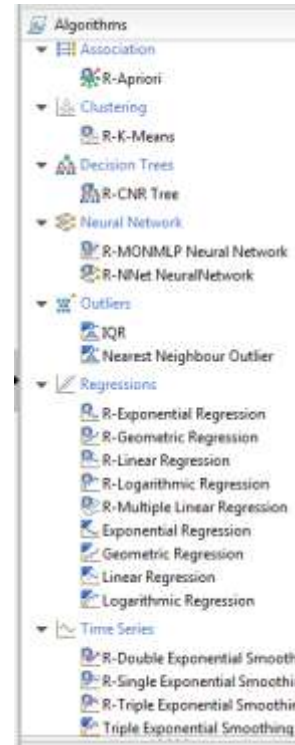 Algorithms
Association
R-Apriori
Clustering
R-K-Means
Decision Trees
R-CNR Tree
Neural Network
R-MONMLP Neural Network
R-NNet NeuralNetwork
Outliers
IQR
Nearest Neighbour Outlier
Regressions
R-Exponential Regression
R-Geometric Regression
R-Linear Regression
R-Logarithmic Regression
R-Multiple Linear Regression
Exponential Regression
Geometric Regression
Linear Regression
Logarithmic Regression
Time Series
R-Double Exponential Smooth
R-Single Exponential Smoothi
R-Triple Exponential Smoothin
Triple Exponential Smoothing